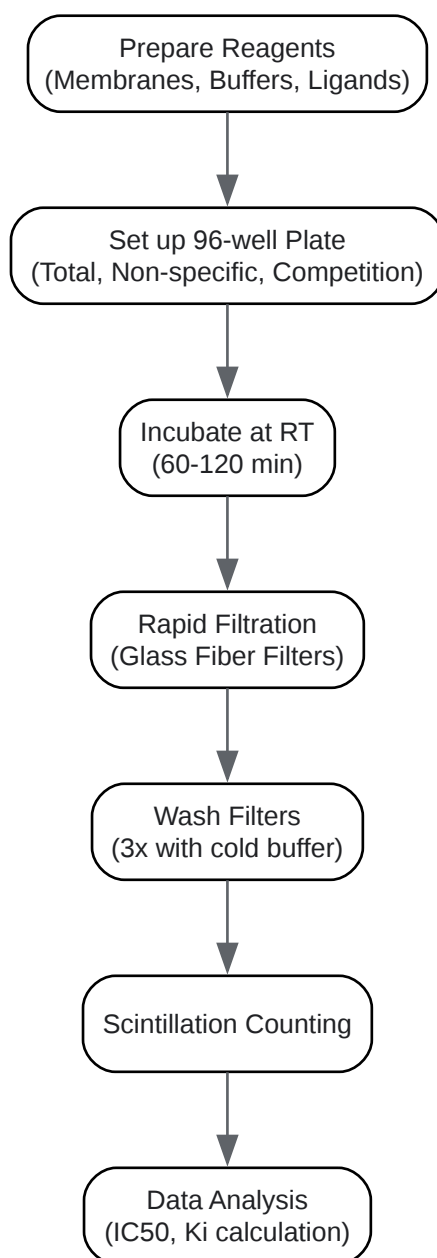 Prepare Reagents
(Membranes, Buffers, Ligands)
Set up 96-well Plate
(Total, Non-specific, Competition)
Incubate at RT
(60-120 min)
Rapid Filtration
(Glass Fiber Filters)
Wash Filters
(3x with cold buffer)
Scintillation Counting
Data Analysis
(IC50, Ki calculation)